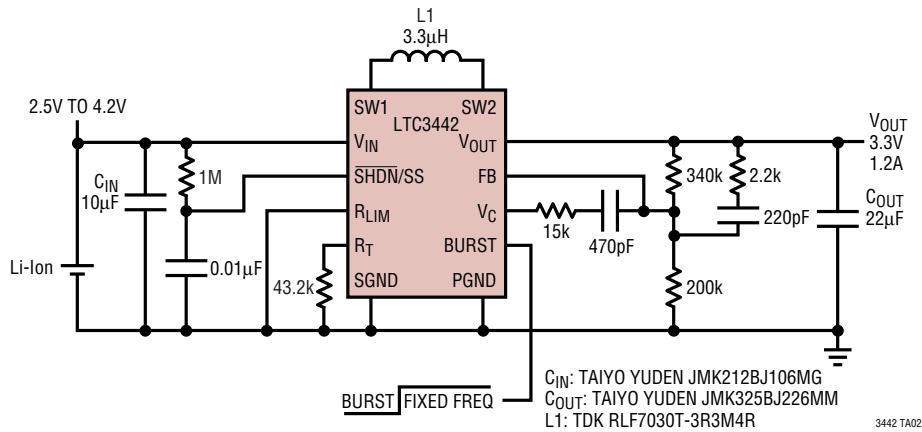 L1
3.3µH
2.5V TO 4.2V
SW1
SW2
LTC3442
VIN
VOUT
VOUT
3.3V
1.2A
1M
SHDN/SS
FB
340k
2.2k
CIN
10µF
RLIM
VC
15k
470pF
220pF
COUT
22µF
Li-Ion
0.01µF
RT
BURST
43.2k
SGND
PGND
200k
BURST
FIXED FREQ
CIN: TAIYO YUDEN JMK212BJ106MG
COUT: TAIYO YUDEN JMK325BJ226MM
L1: TDK RLF7030T-3R3M4R
3442 TA02